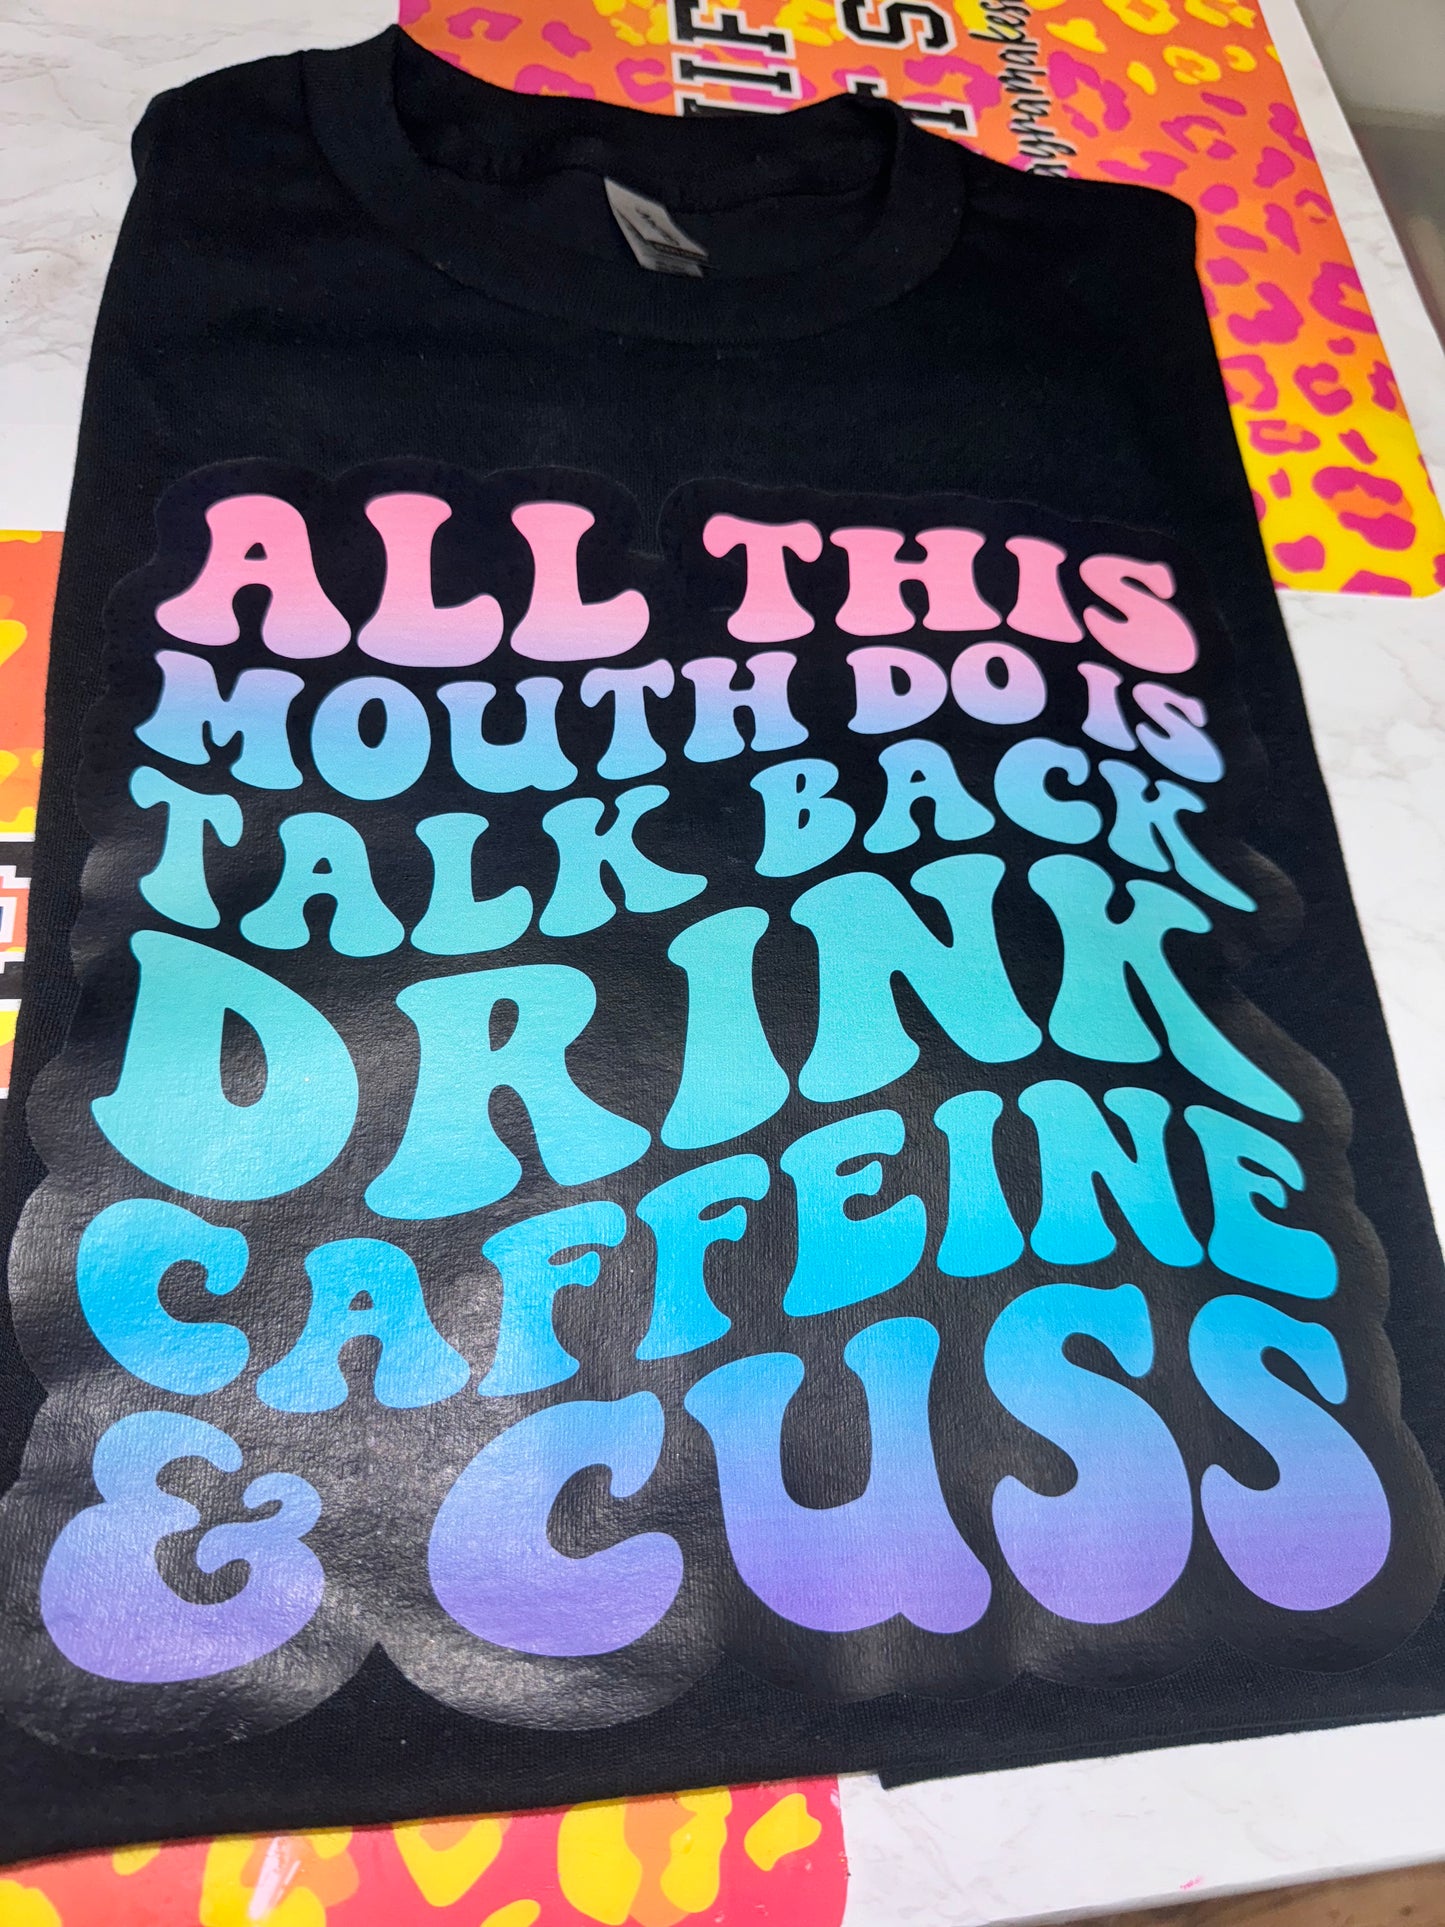 ALL THIS
MOUTH DO IS
TALK BACK
DRINK
CAFFEINE
& CUSS